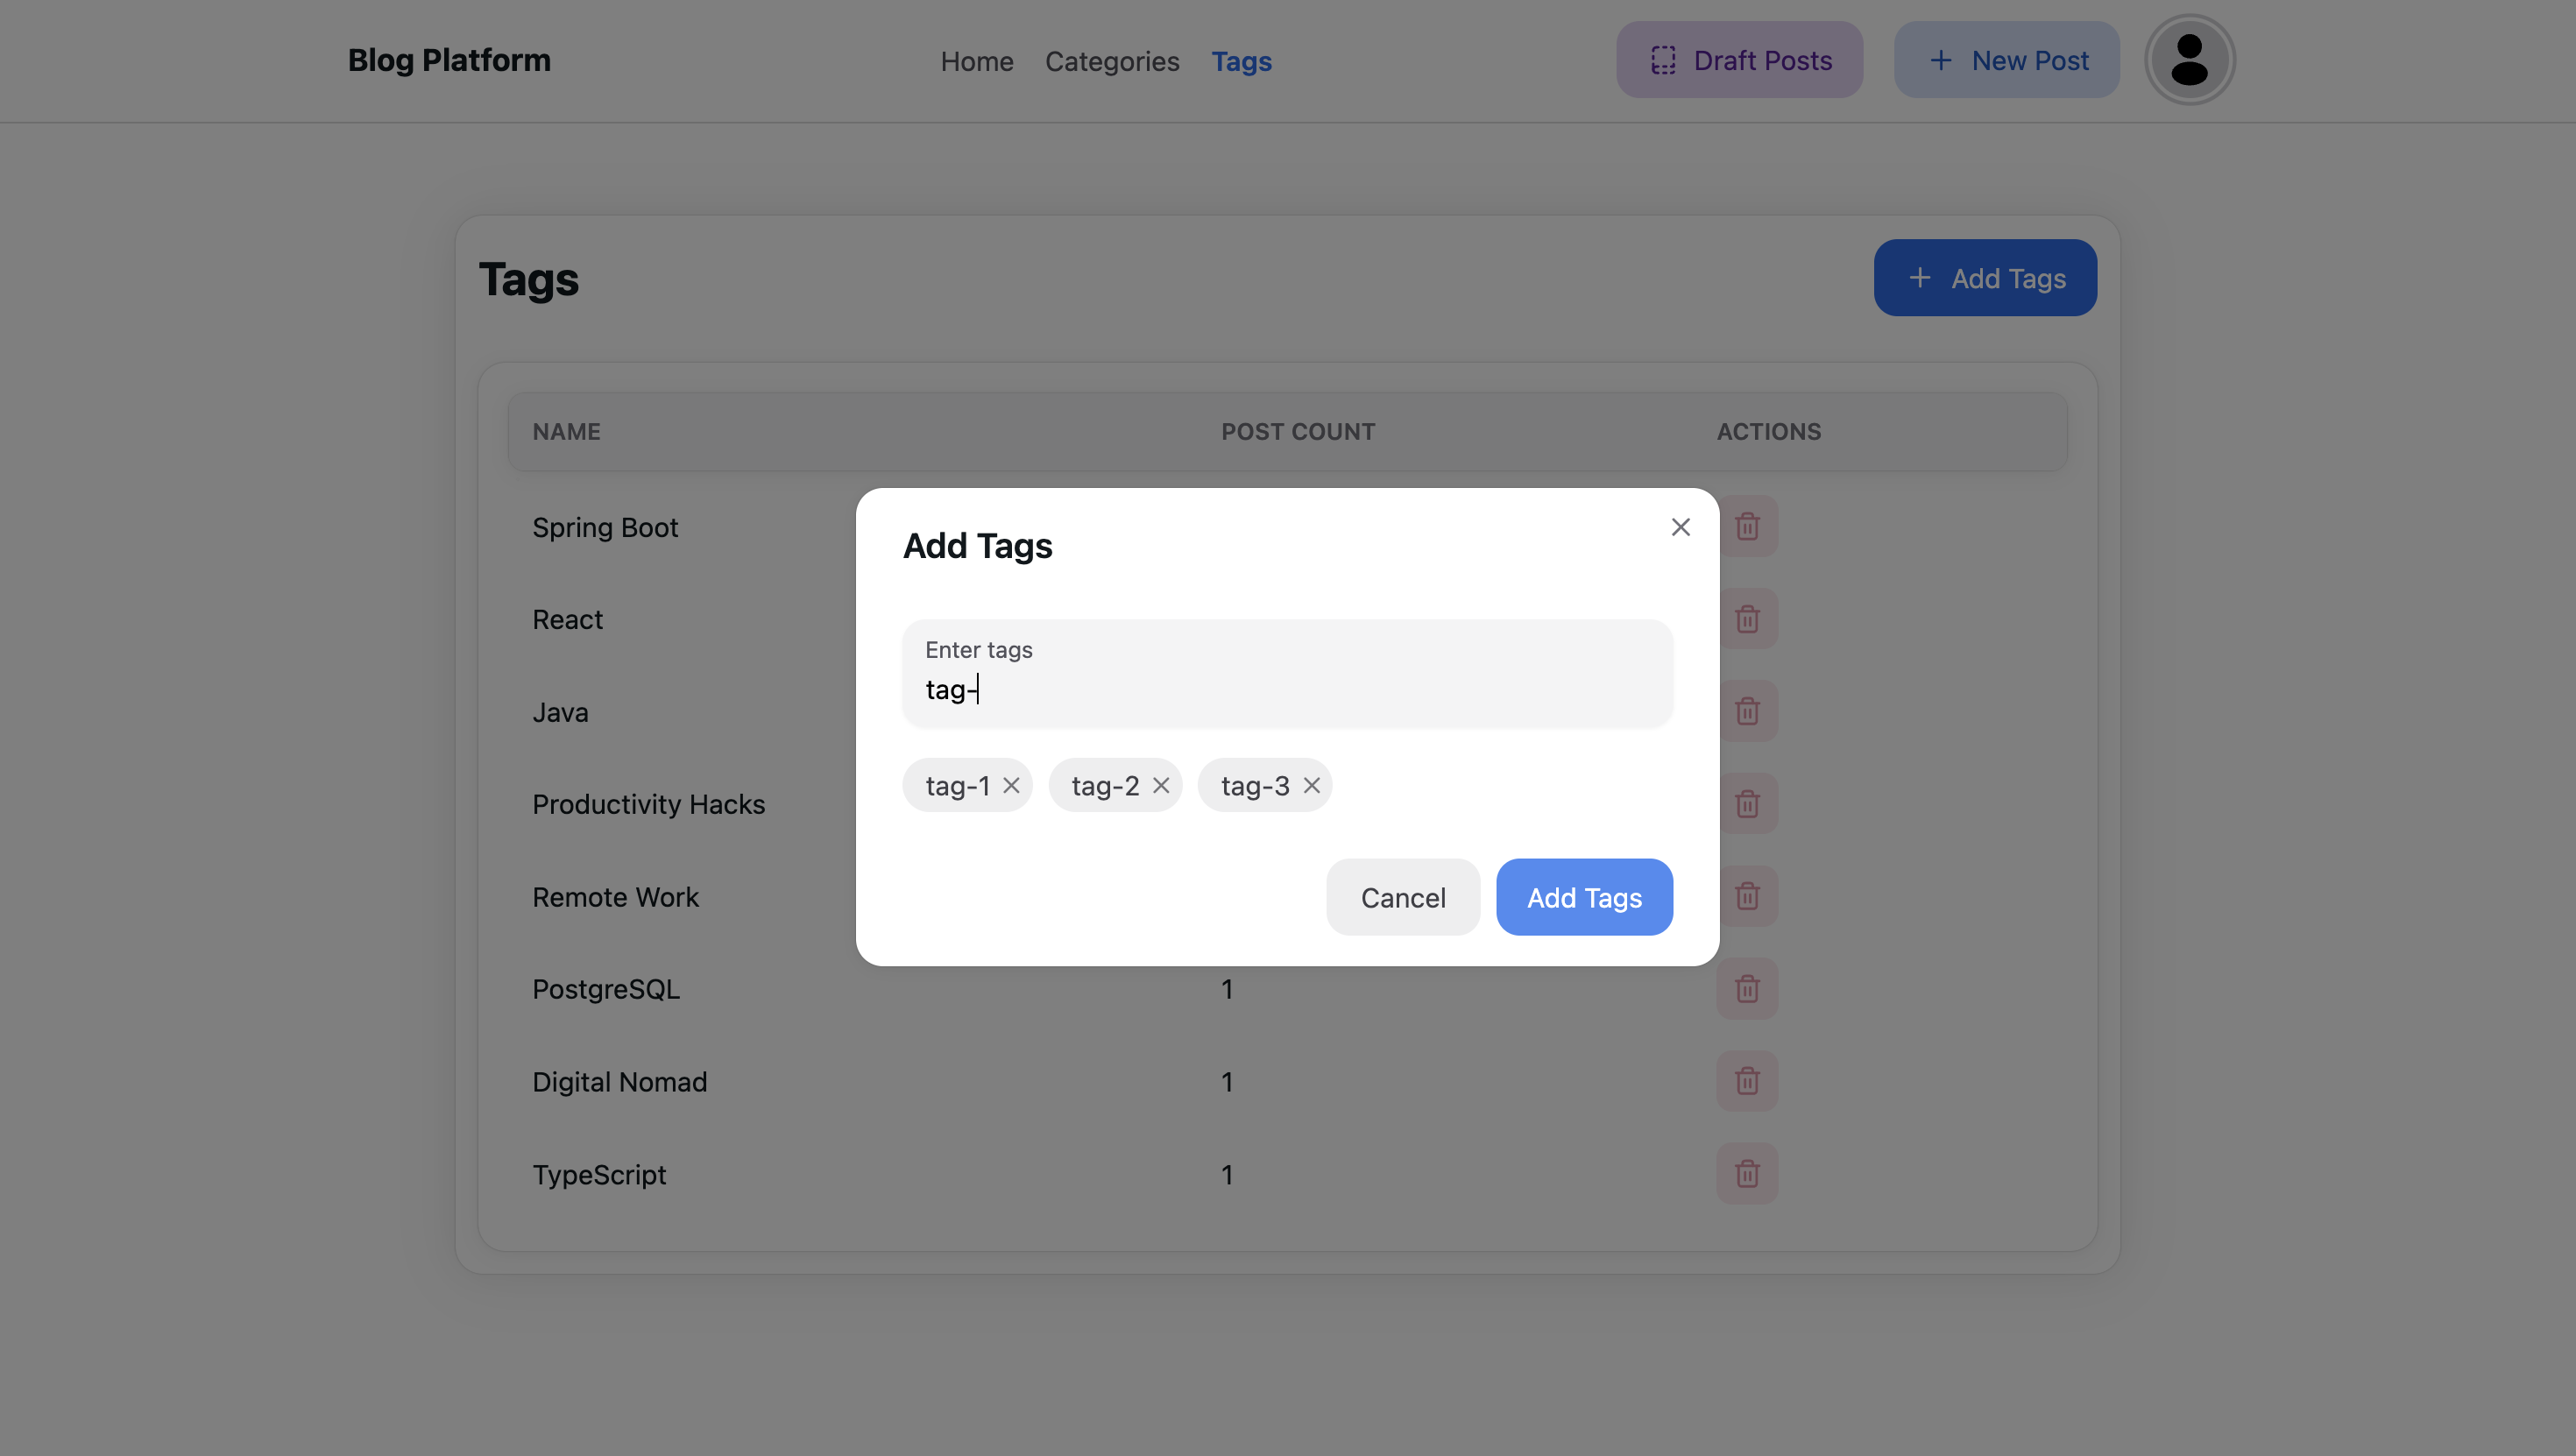 Blog Platform
Home Categories Tags
Draft Posts
+ New Post
Tags
+ Add Tags
NAME POST COUNT ACTIONS
Spring Boot
React
Java
Productivity Hacks
Remote Work
PostgreSQL 1
Digital Nomad 1
TypeScript 1
Add Tags
Enter tags
tag-
tag-1 tag-2 tag-3
Cancel Add Tags